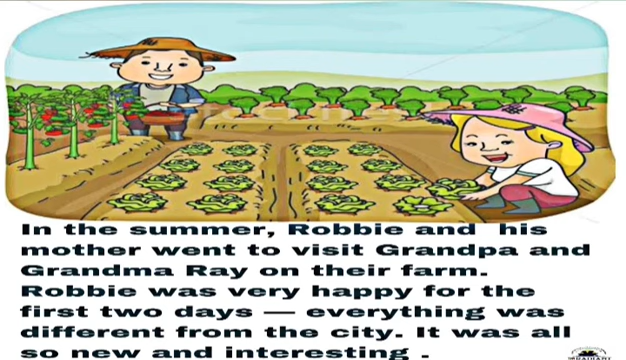 In the summer, Robbie and his
mother went to visit Grandpa and
Grandma Ray on their farm.
Robbie was very happy for the
first two days — everything was
different from the city. It was all
so new and interesting .